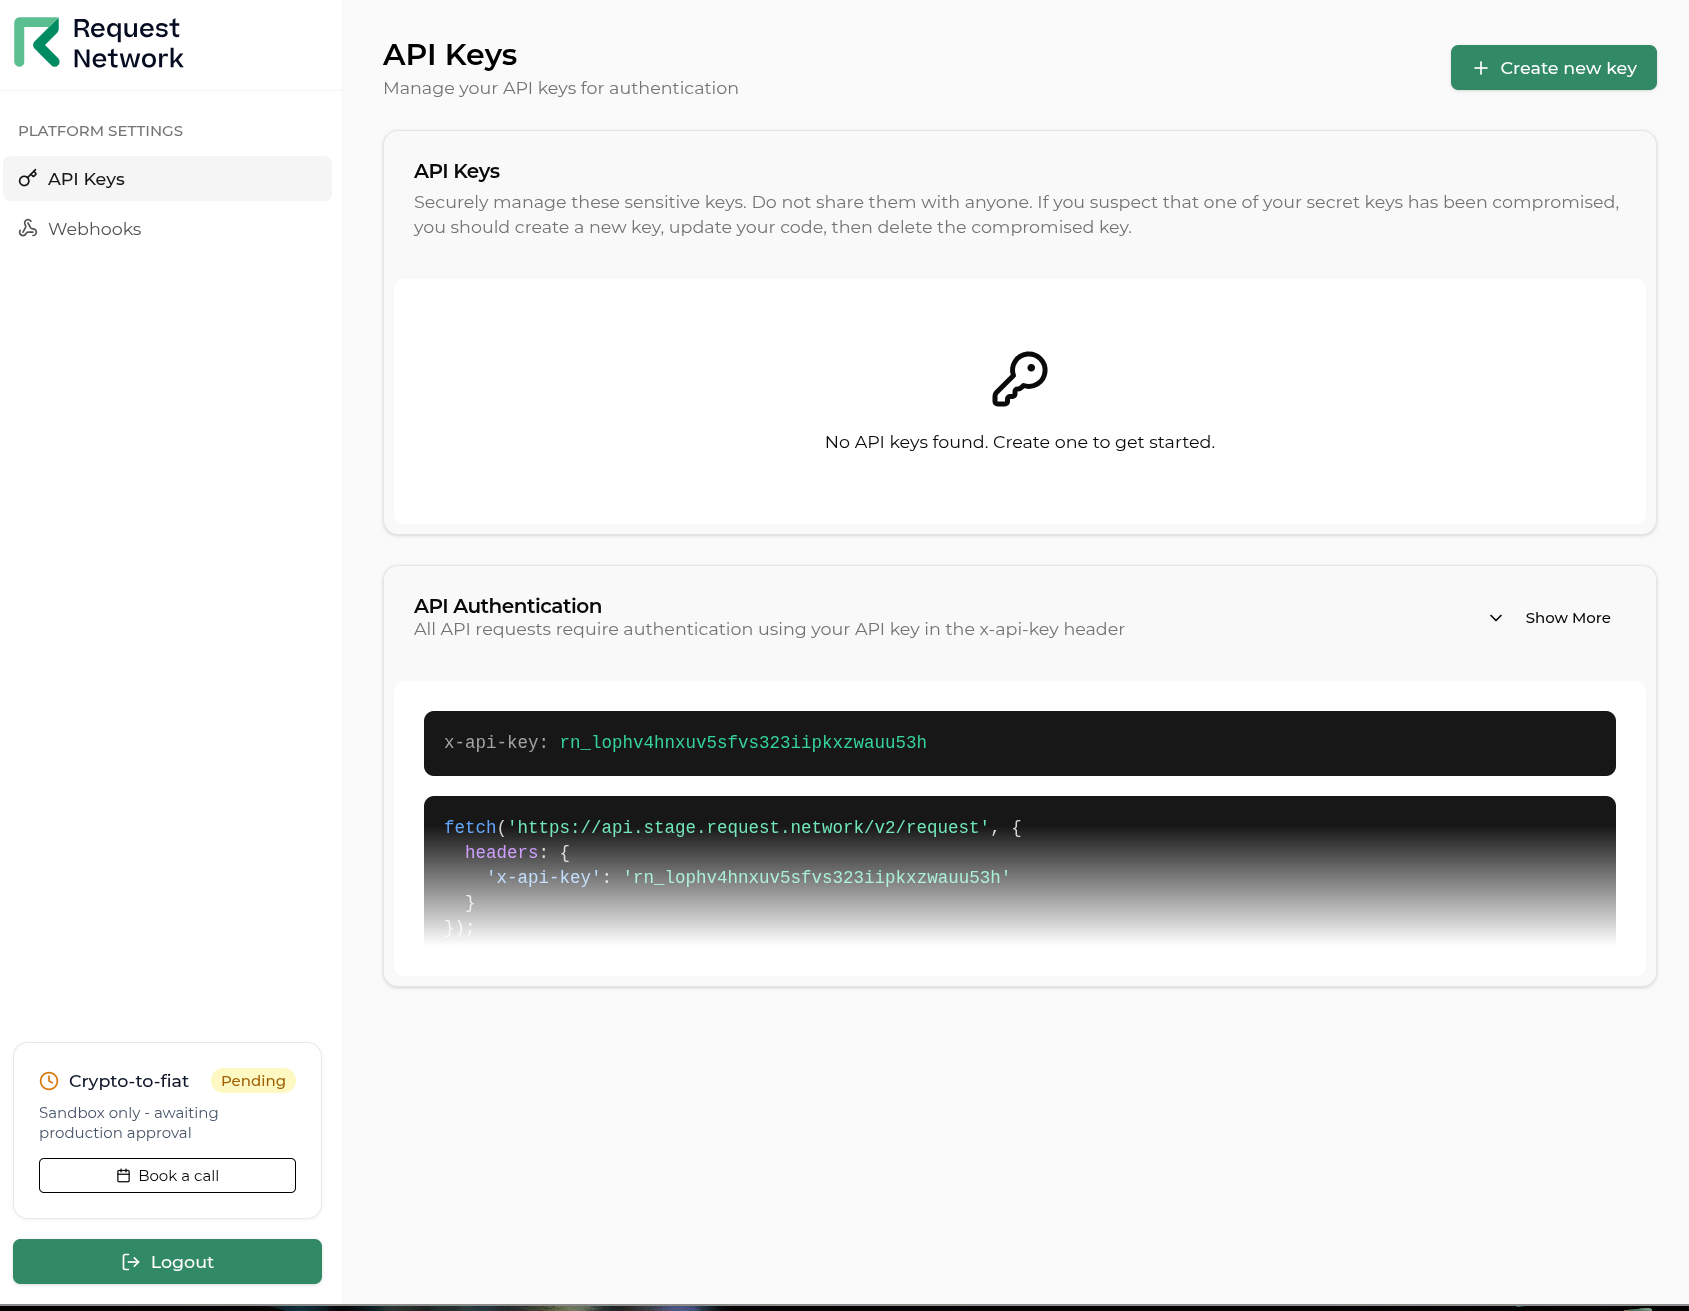 Request
Network
PLATFORM SETTINGS
API Keys
Webhooks
API Keys
Manage your API keys for authentication
Create new key
API Keys
Securely manage these sensitive keys. Do not share them with anyone. If you suspect that one of your secret keys has been compromised,
you should create a new key, update your code, then delete the compromised key.
No API keys found. Create one to get started.
API Authentication
All API requests require authentication using your API key in the x-api-key header
Show More
x-api-key: rn_lophv4hnxuv5sfvs323iipkxzwauu53h
fetch('https://api.stage.request.network/v2/request', {
  headers: {
    'x-api-key': 'rn_lophv4hnxuv5sfvs323iipkxzwauu53h'
  }
});
Crypto-to-fiat
Pending
Sandbox only - awaiting
production approval
Book a call
Logout